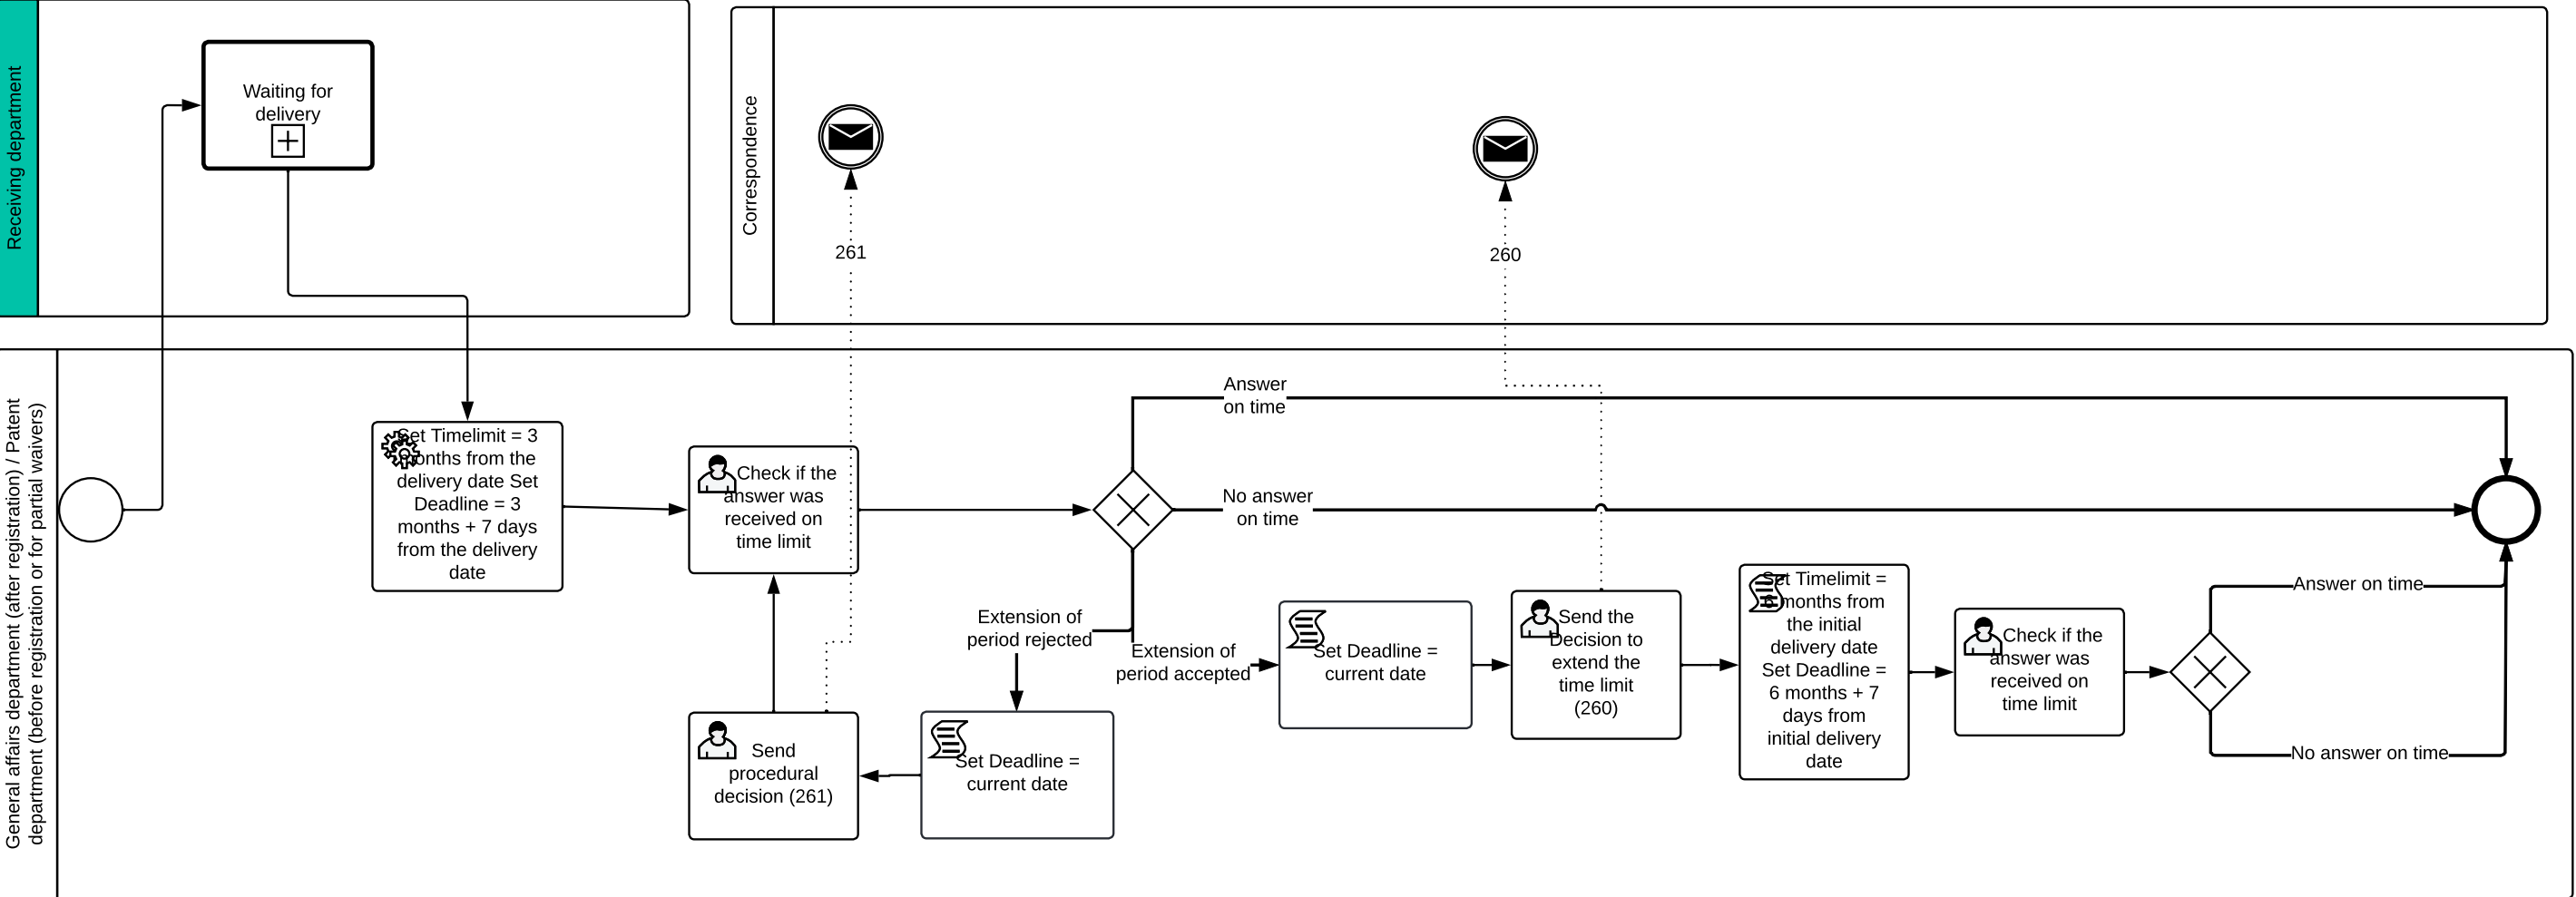 Receiving department
Waiting for
delivery
Correspondence
261
260
General affairs department (after registration) / Patent
department (before registration or for partial waivers)
Set Timelimit = 3
months from the
delivery date Set
Deadline = 3
months + 7 days
from the delivery
date
Check if the
answer was
received on
time limit
Answer
on time
No answer
on time
Extension of
period rejected
Extension of
period accepted
Set Deadline =
current date
Send the
Decision to
extend the
time limit
(260)
Set Timelimit =
6 months from
the initial
delivery date
Set Deadline =
6 months + 7
days from
initial delivery
date
Check if the
answer was
received on
time limit
Answer on time
No answer on time
Send
procedural
decision (261)
Set Deadline =
current date